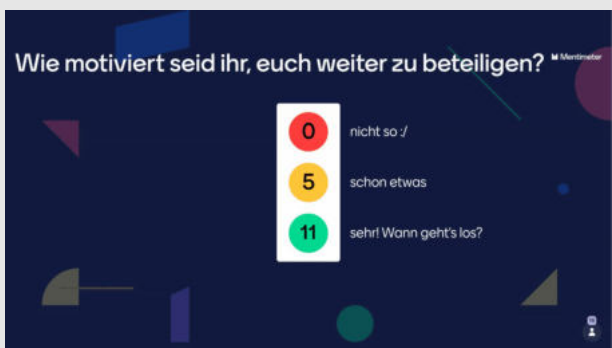 Wie motiviert seid ihr, euch weiter zu beteiligen?
Mentimeter
0 nicht so :/
5 schon etwas
11 sehr! Wann geht's los?